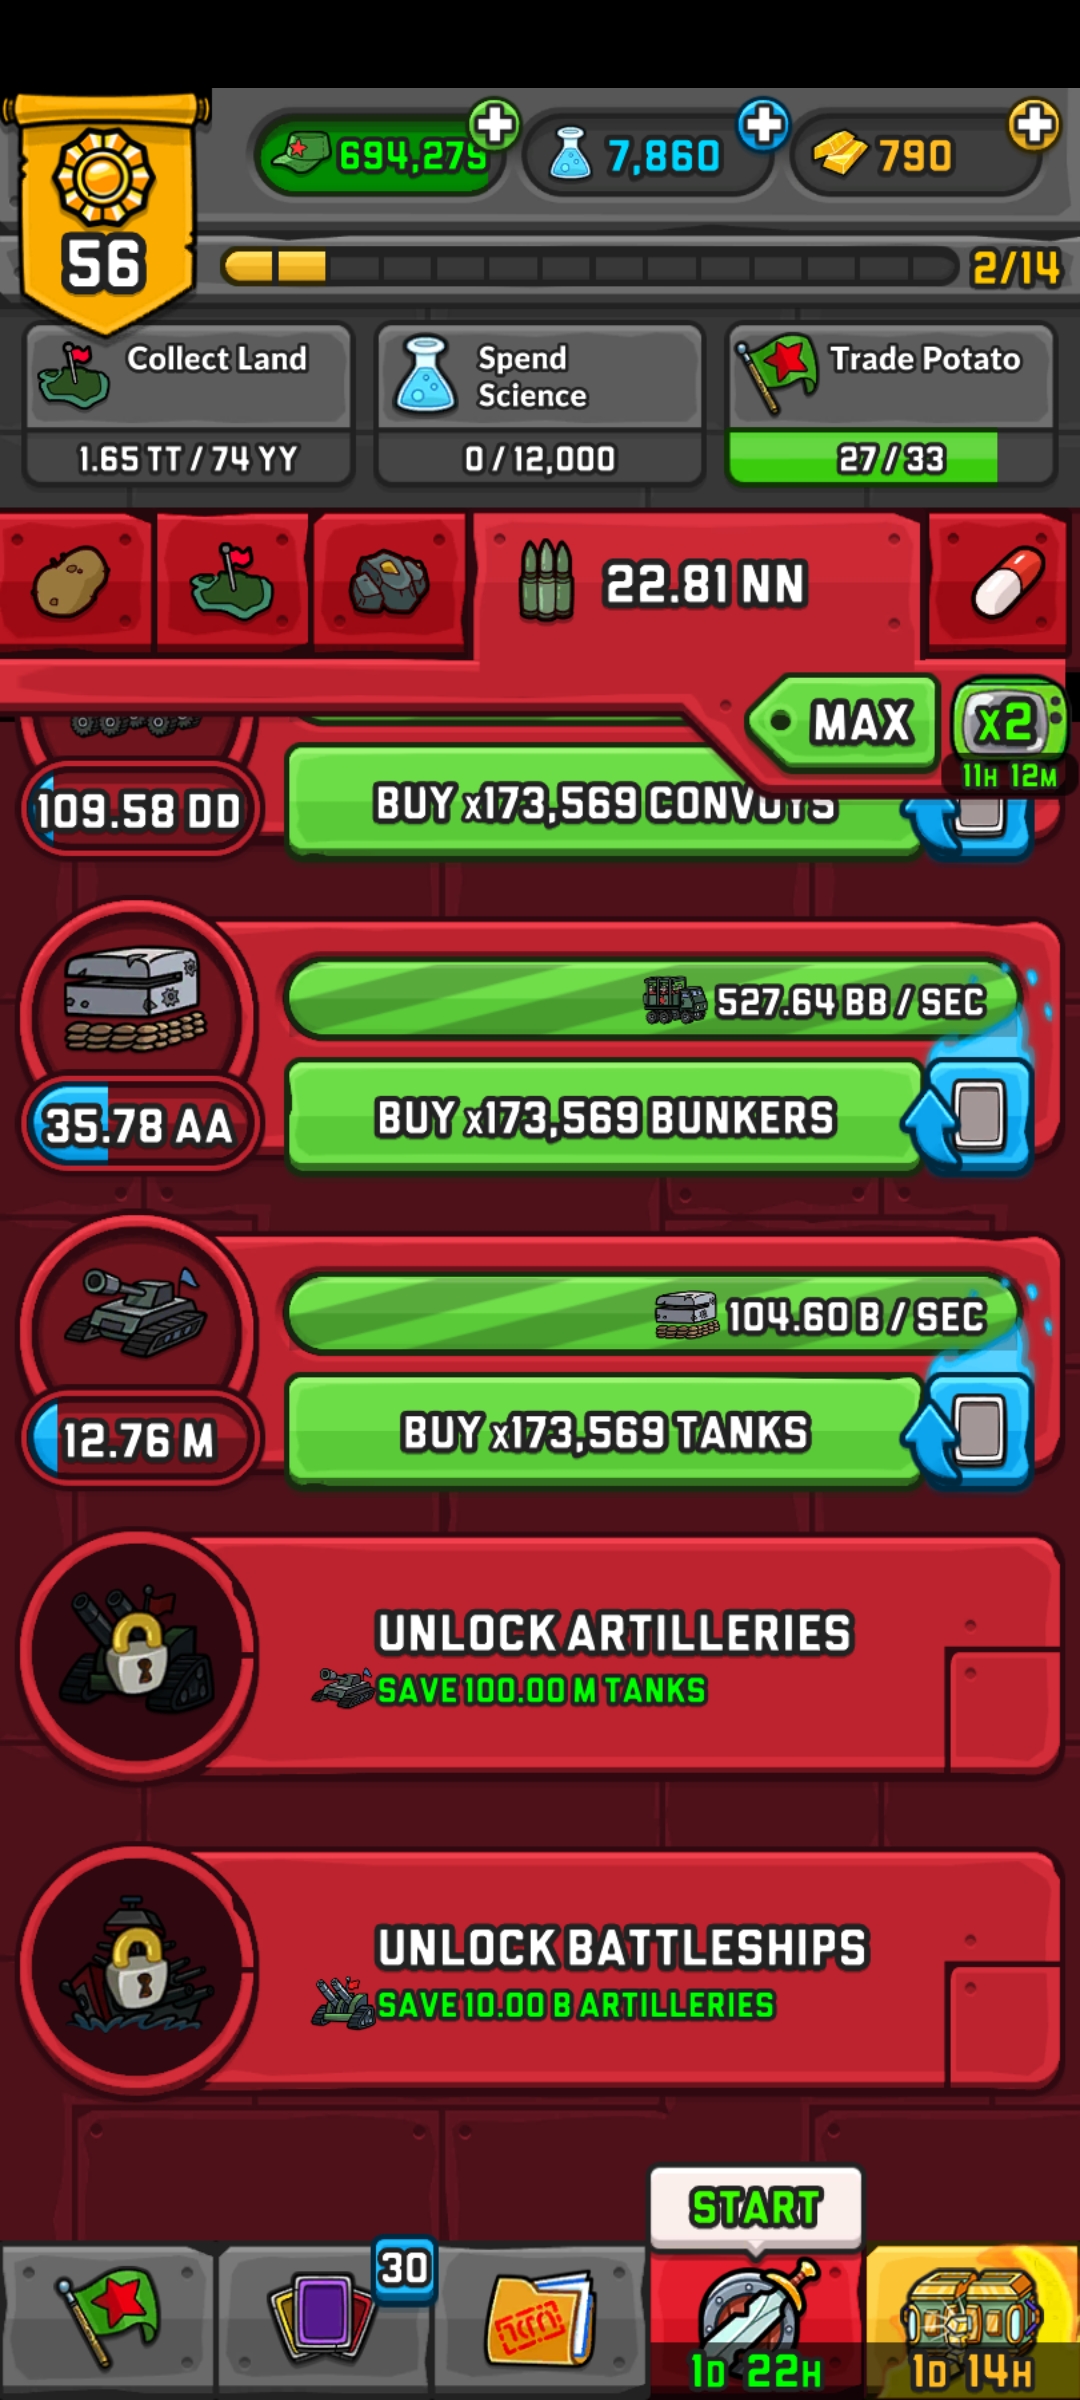 694,279
7,860
790
56
2/14
Collect Land
1.65 TT / 74 YY
Spend
Science
0 / 12,000
Trade Potato
27 / 33
22.81 NN
MAX
X2
11H 12M
109.58 DD
BUY x173,569 CONVOYS
527.64 BB / SEC
35.78 AA
BUY x173,569 BUNKERS
104.60 B / SEC
12.76 M
BUY x173,569 TANKS
UNLOCK ARTILLERIES
SAVE 100.00 M TANKS
UNLOCK BATTLESHIPS
SAVE 10.00 B ARTILLERIES
START
30
1D 22H
1D 14H